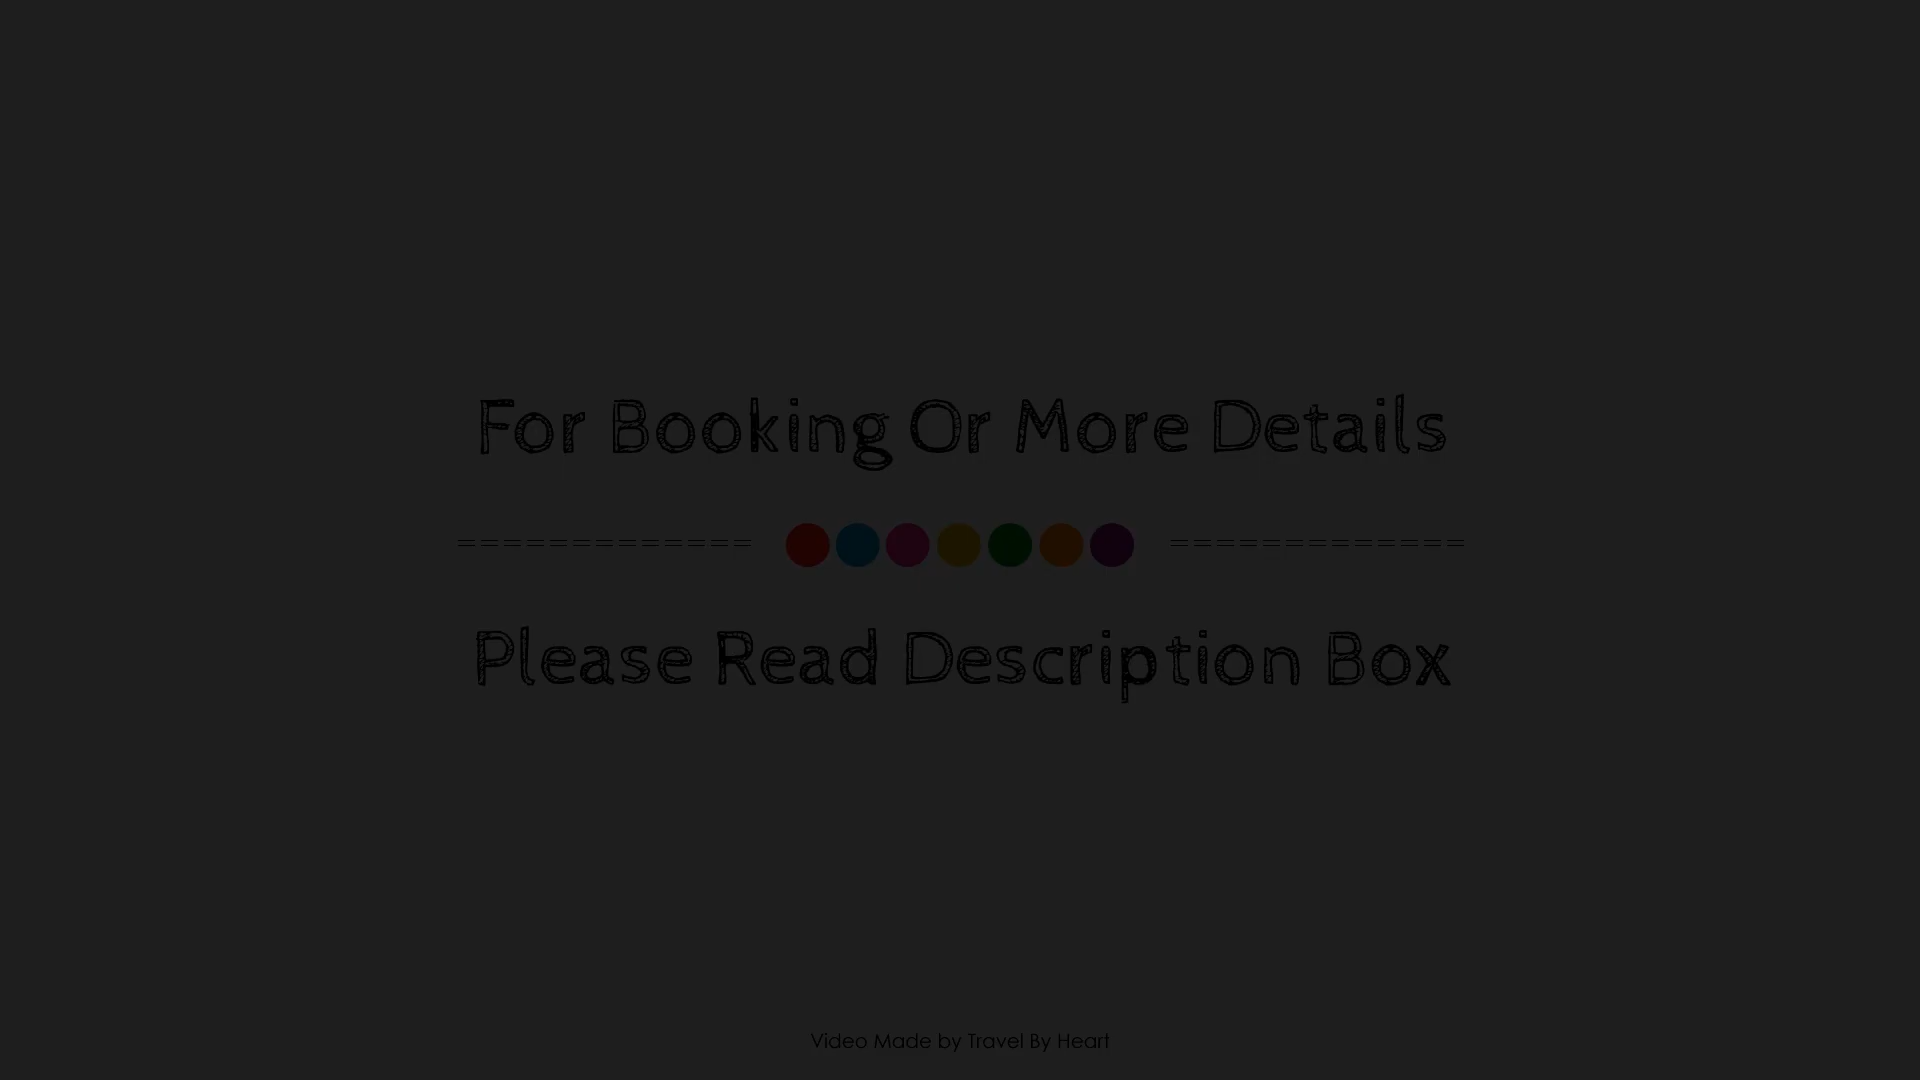 For Booking Or More Details
============= =============
Please Read Description Box
Video Made by Travel By Heart